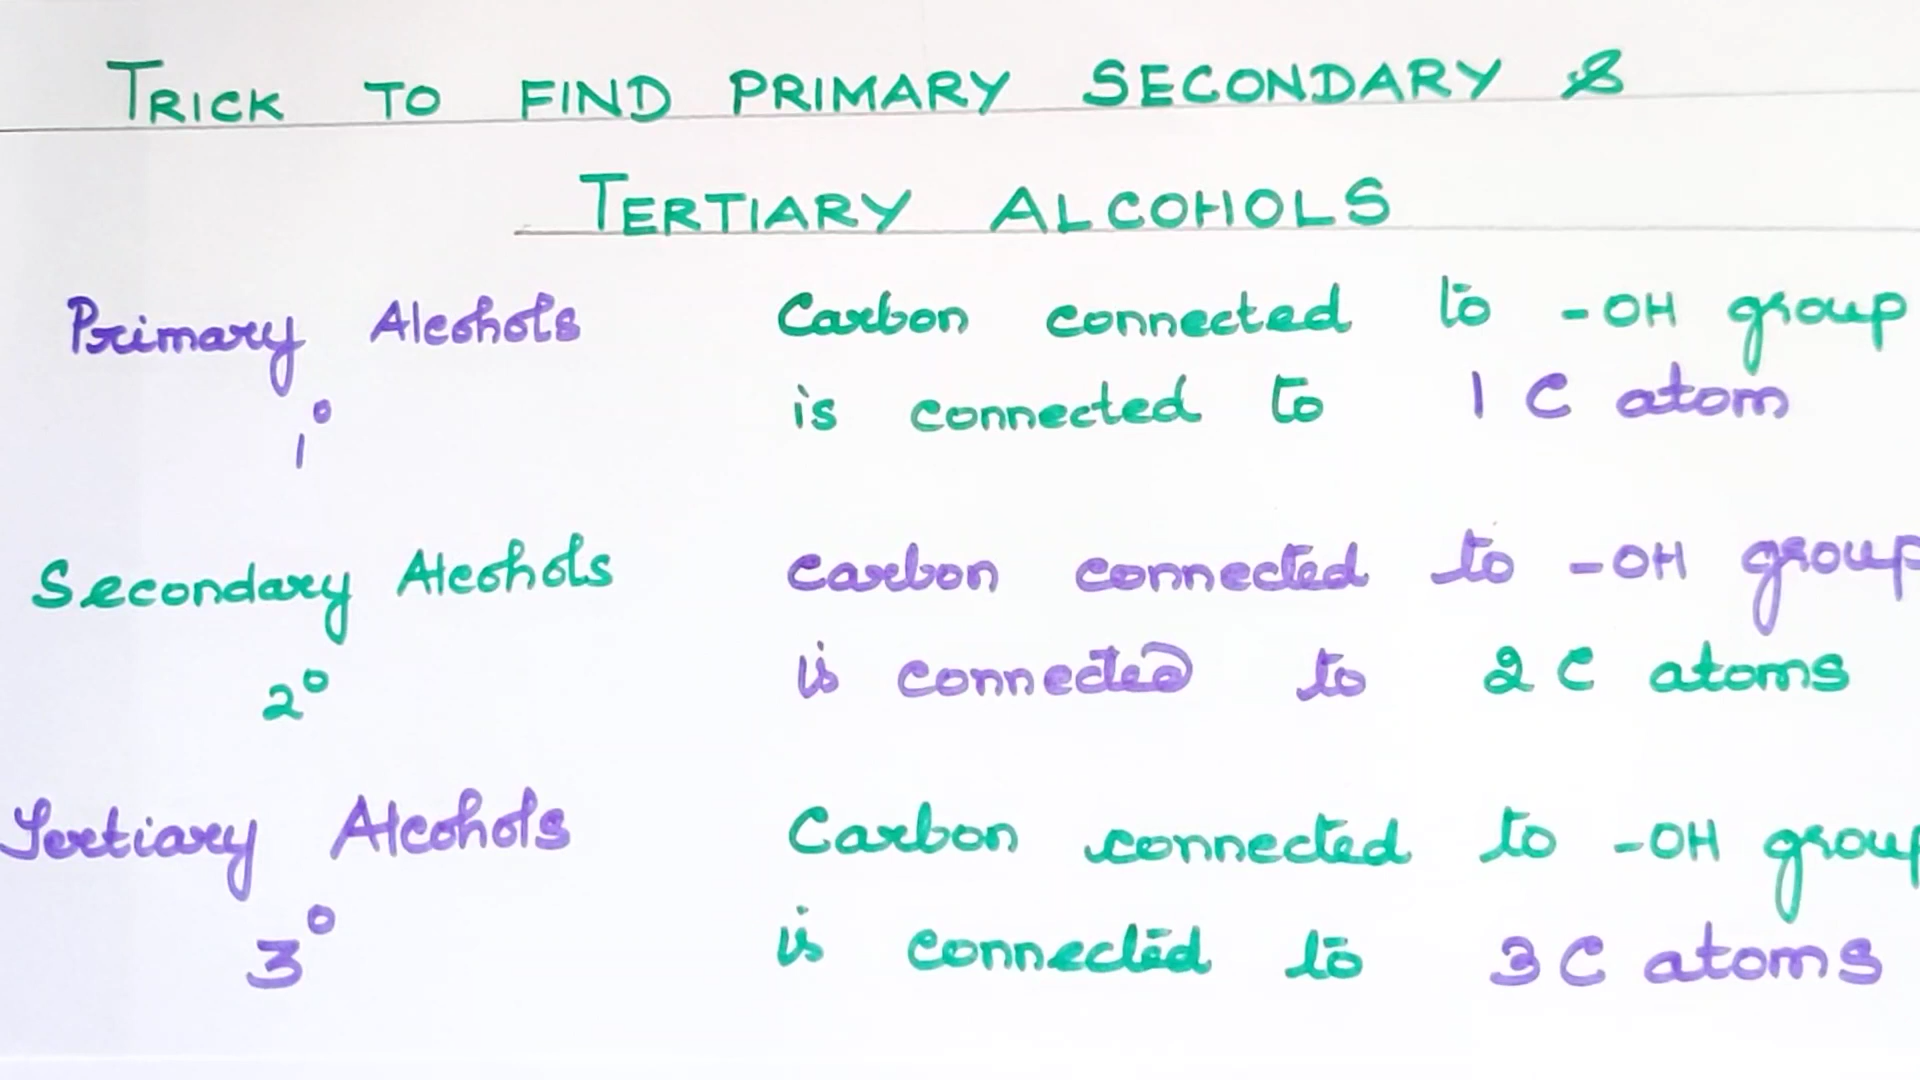 TRICK TO FIND PRIMARY SECONDARY &
TERTIARY ALCOHOLS
Primary Alcohols Carbon connected to -OH group
1° is connected to 1 C atom
Secondary Alcohols Carbon connected to -OH group
2° is connected to 2 C atoms
Tertiary Alcohols Carbon connected to -OH group
3° is connected to 3 C atoms